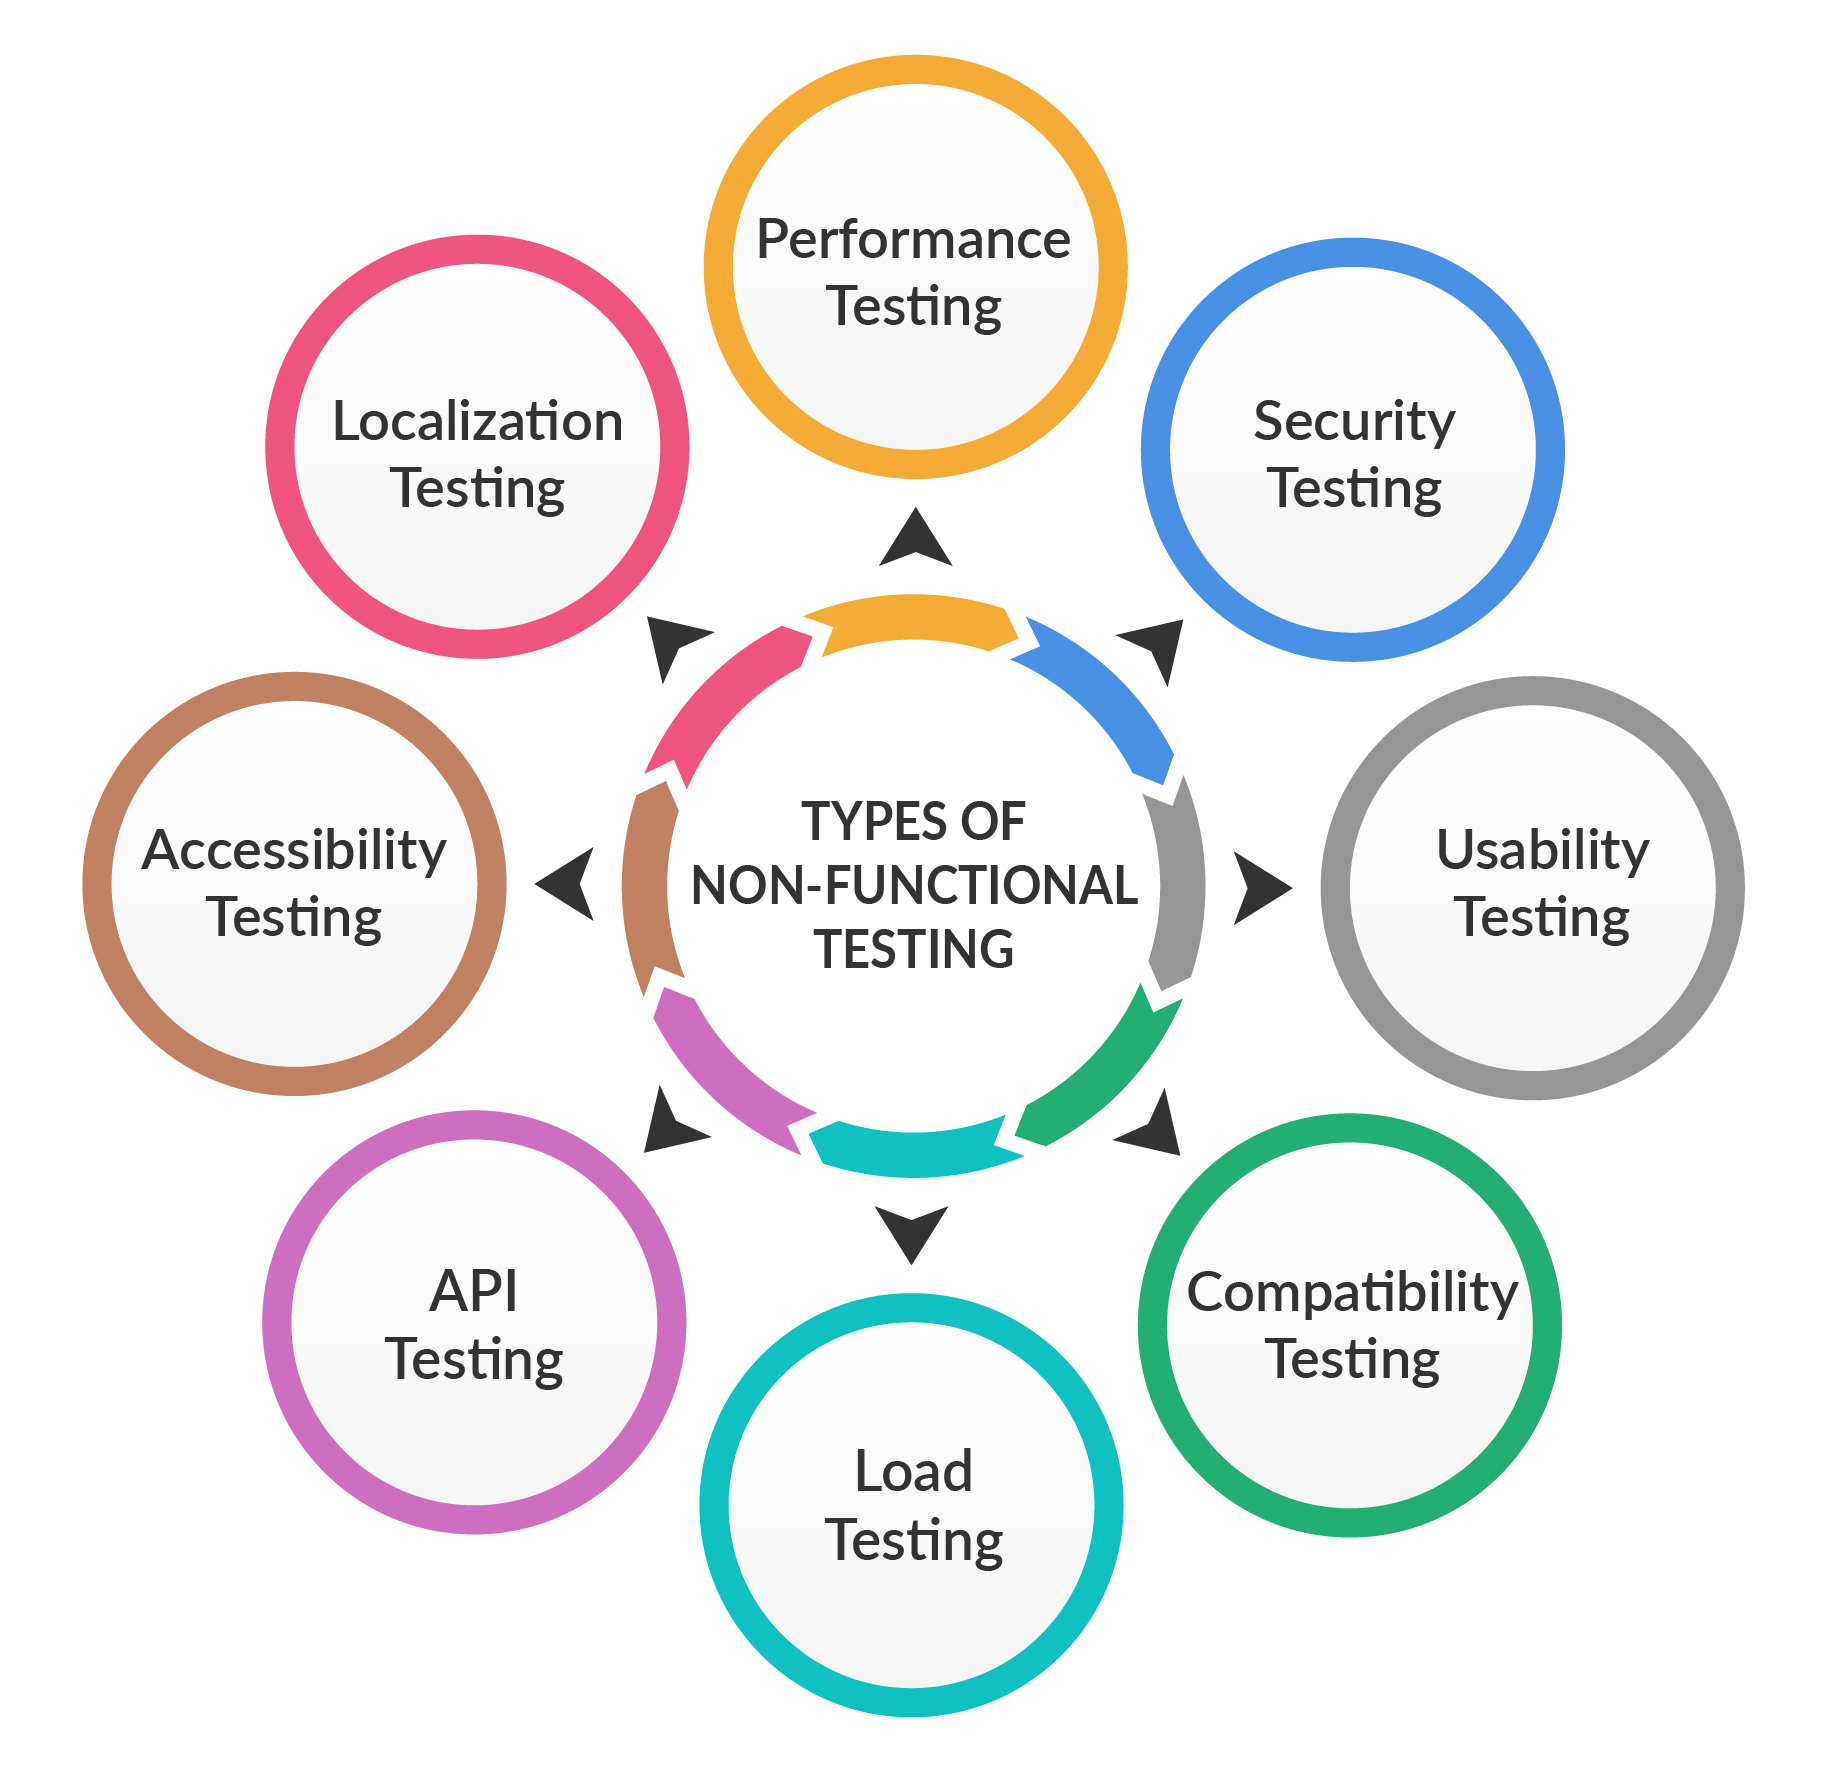 Performance
Testing
Security
Testing
Usability
Testing
Compatibility
Testing
Load
Testing
API
Testing
Accessibility
Testing
Localization
Testing
TYPES OF
NON-FUNCTIONAL
TESTING